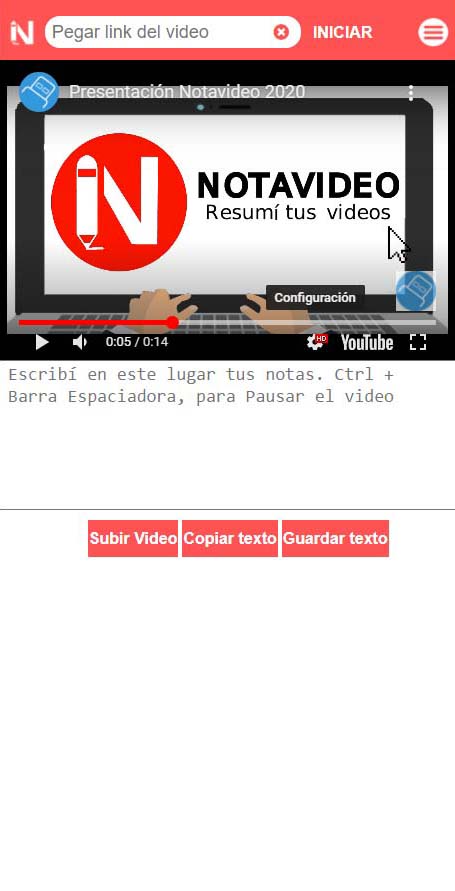 N Pegar link del video INICIAR
Presentación Notavideo 2020
N NOTAVIDEO
Resumí tus videos
Configuración
0:05 / 0:14 HD YouTube
Escribí en este lugar tus notas. Ctrl +
Barra Espaciadora, para Pausar el video
Subir Video Copiar texto Guardar texto